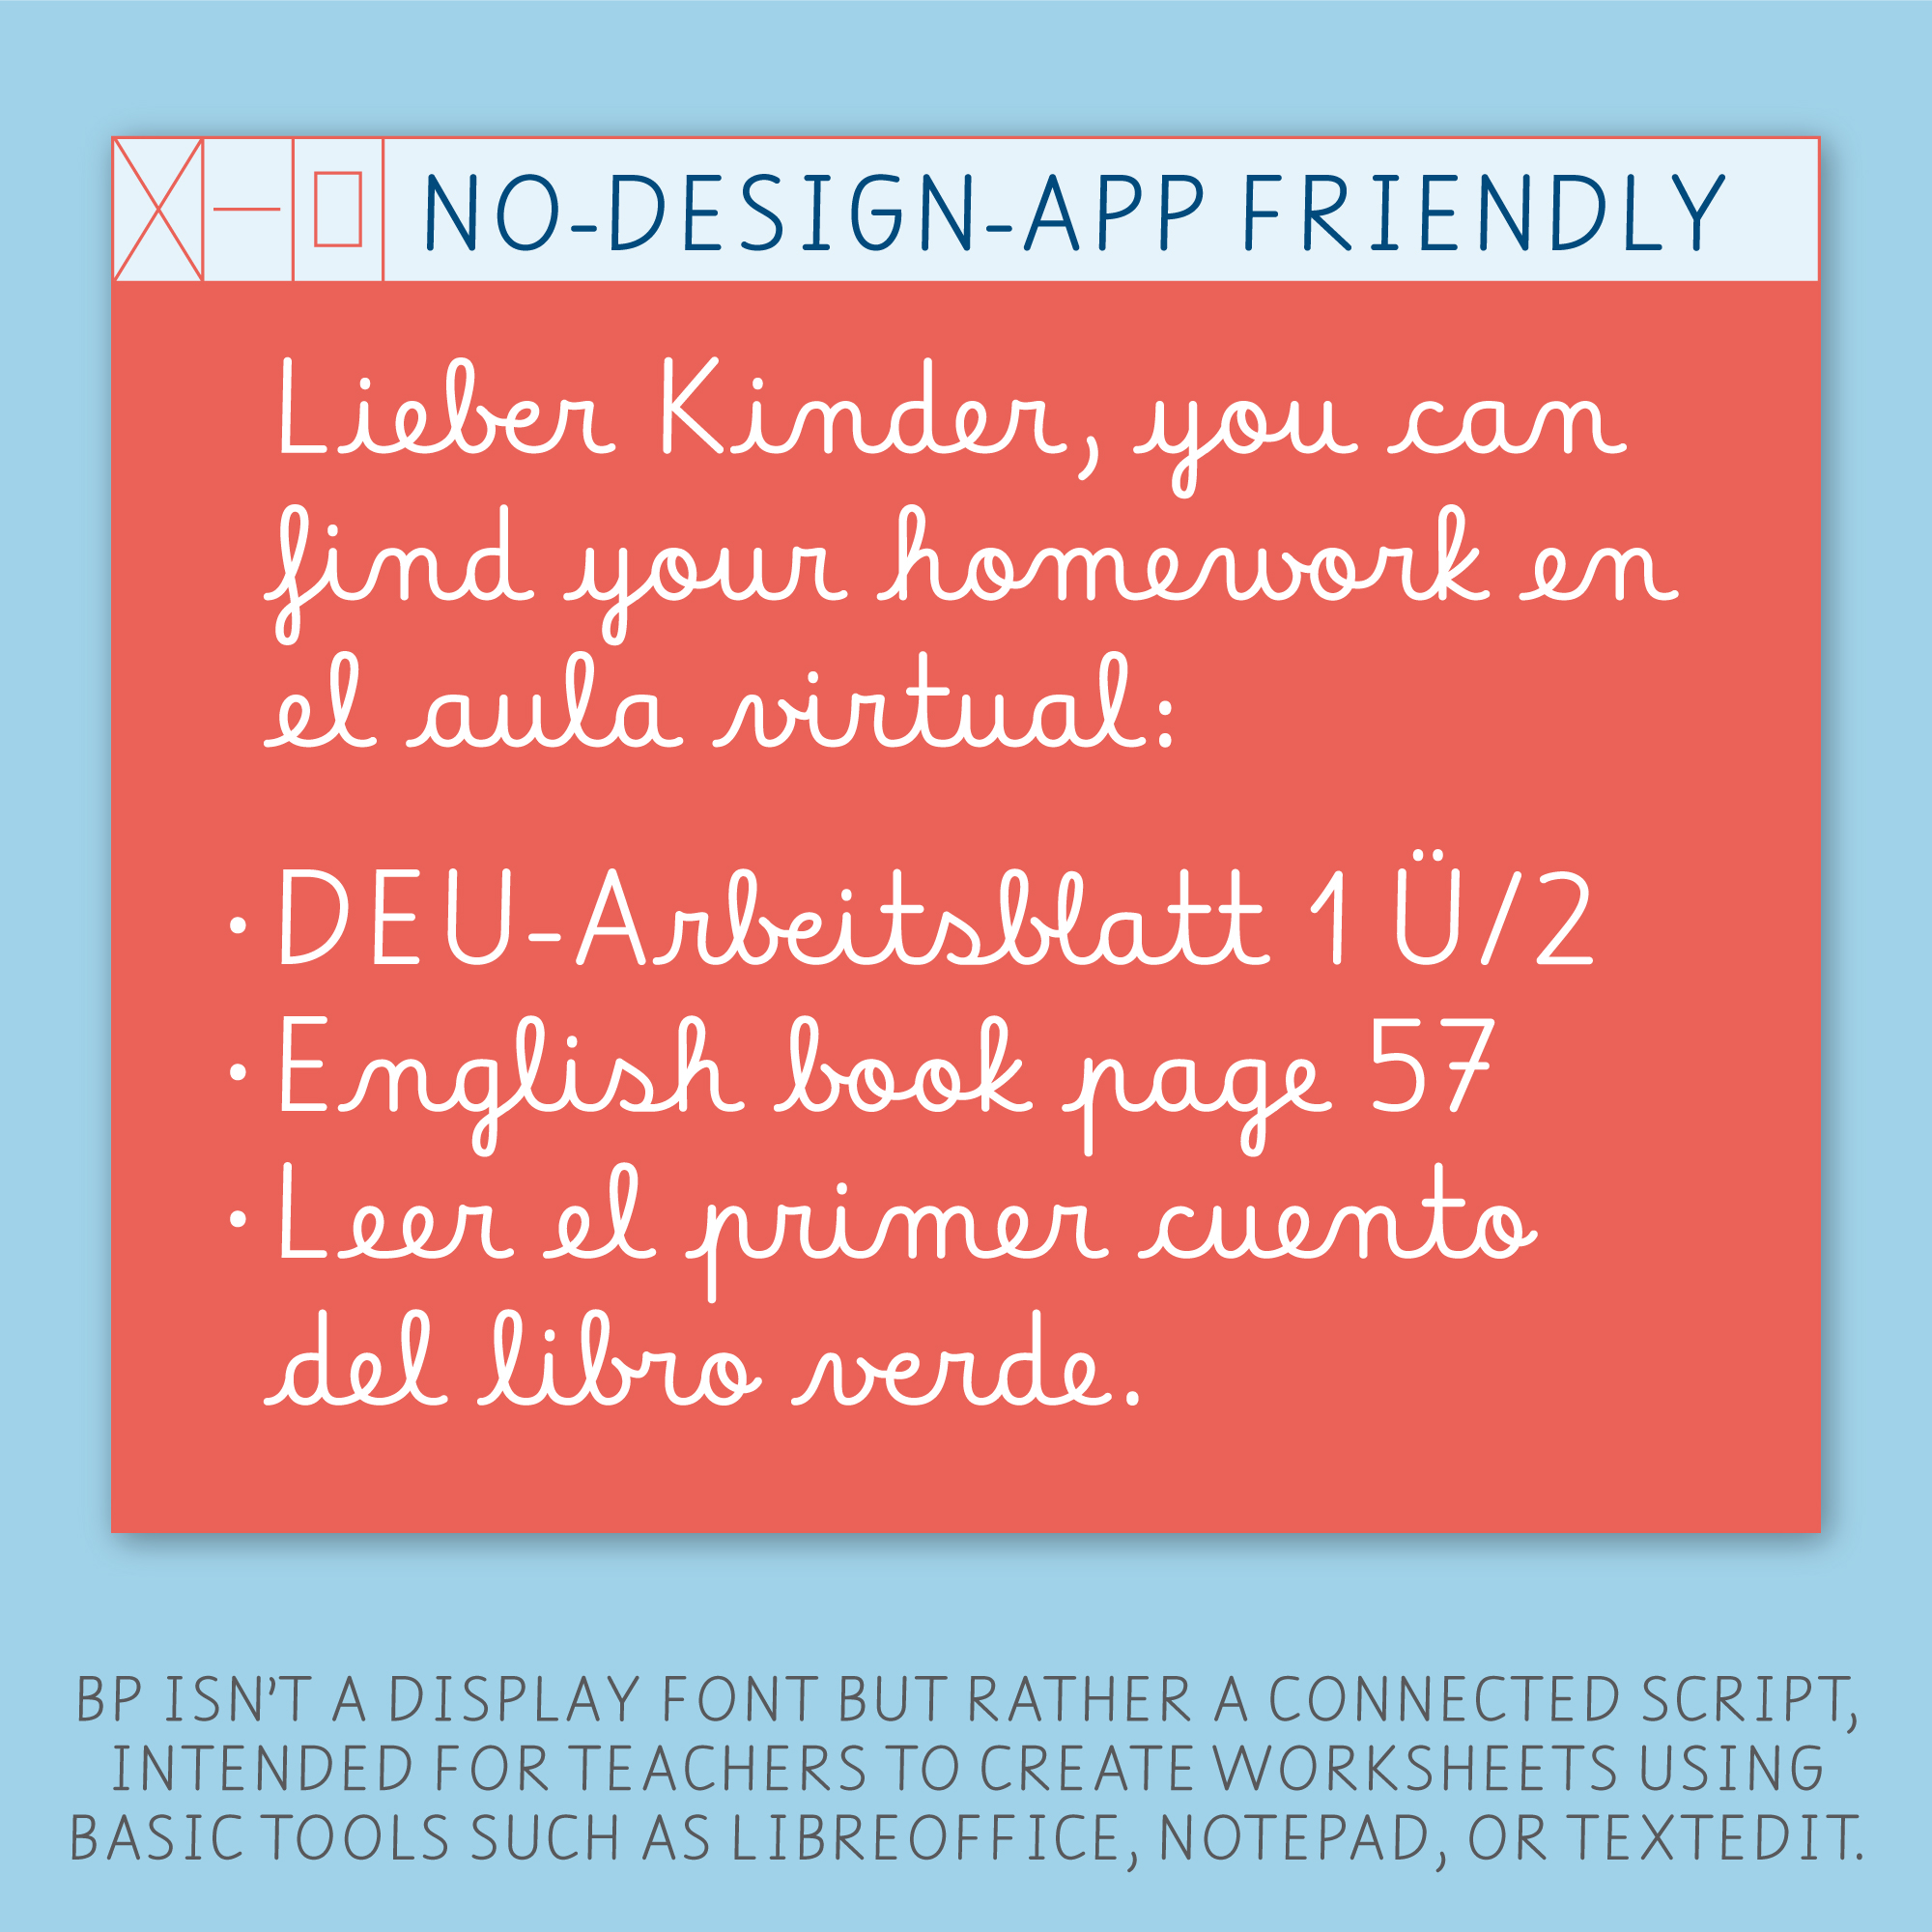 NO-DESIGN-APP FRIENDLY
Lieber Kinder, you can
find your homework en
el aula virtual:
• DEU-Arbeitsblatt 1 Ü/2
• English book page 57
• Leer el primer cuento
del libro verde.
BP ISN'T A DISPLAY FONT BUT RATHER A CONNECTED SCRIPT,
INTENDED FOR TEACHERS TO CREATE WORKSHEETS USING
BASIC TOOLS SUCH AS LIBREOFFICE, NOTEPAD, OR TEXTEDIT.